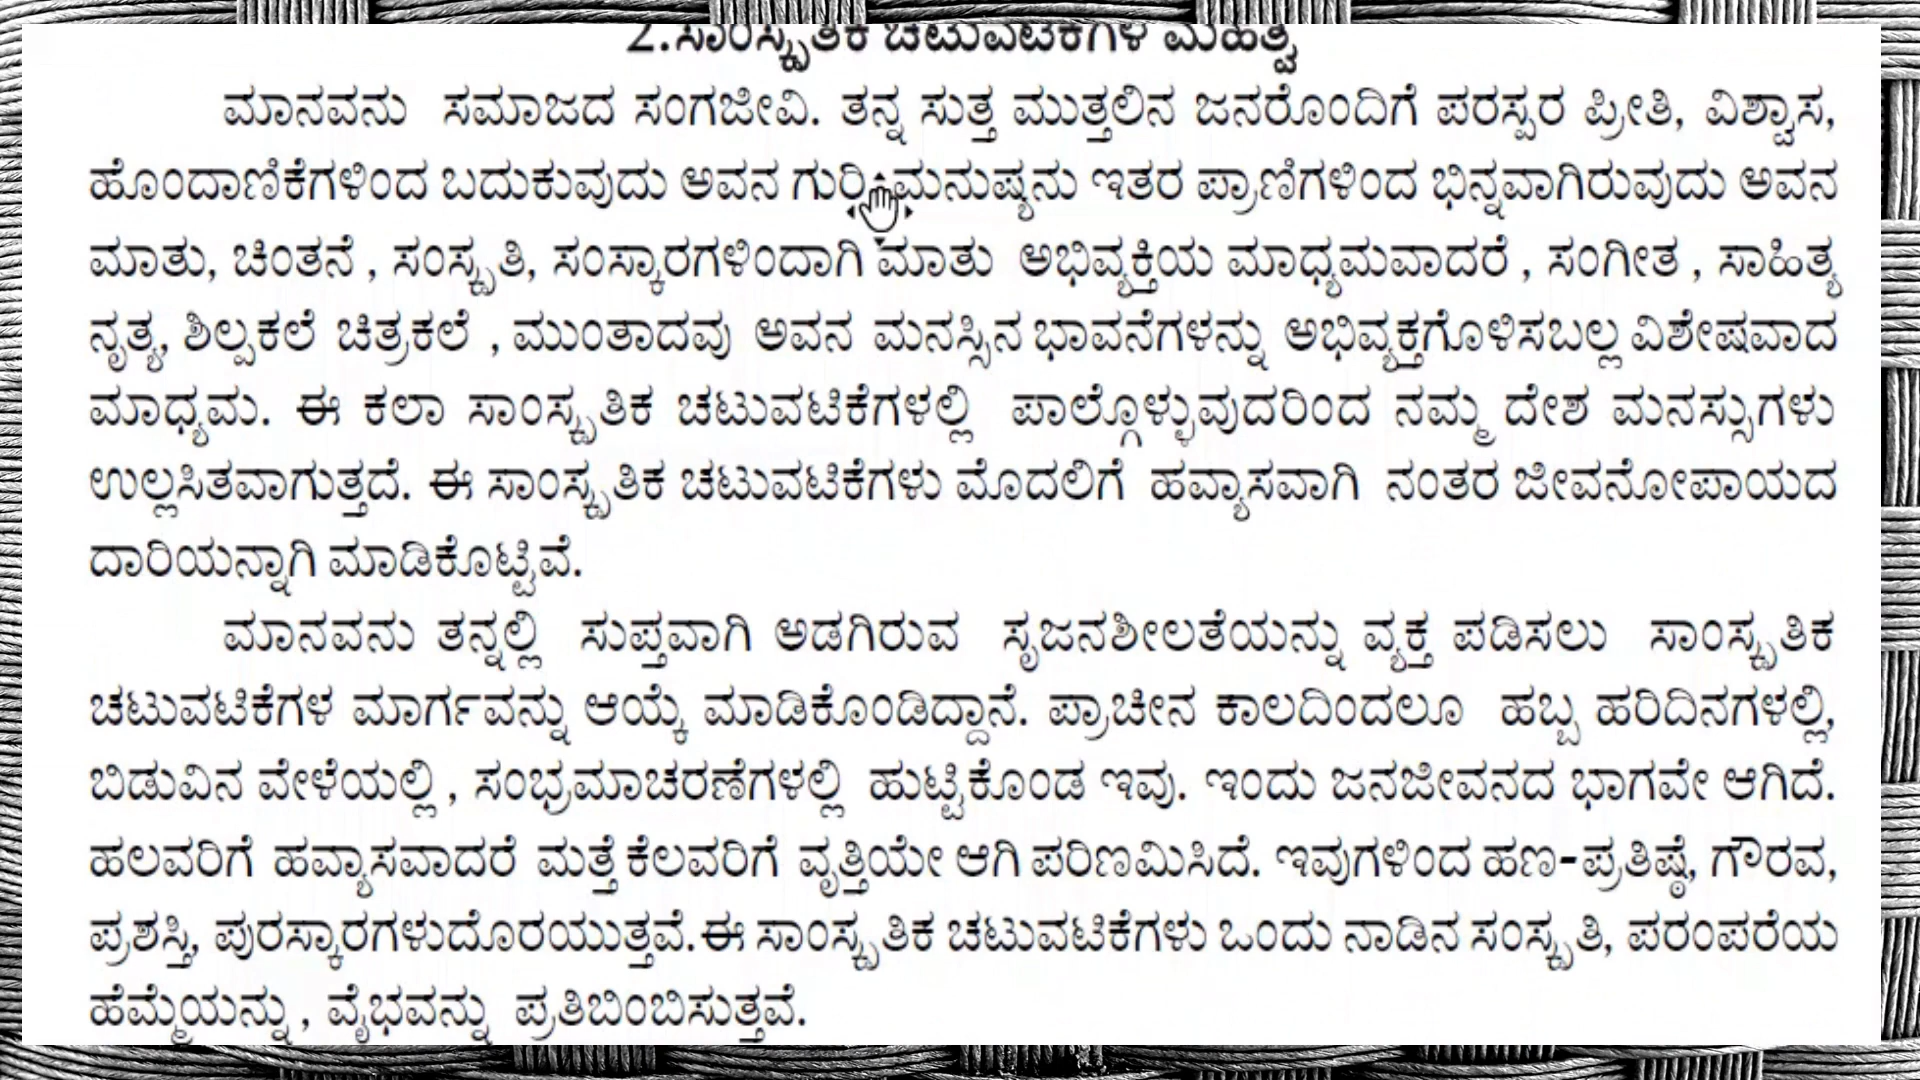 2.ಸಾಂಸ್ಕೃತಿಕ ಚಟುವಟಿಕೆಗಳ ಮಹತ್ವ
ಮಾನವನು ಸಮಾಜದ ಸಂಗಜೀವಿ. ತನ್ನ ಸುತ್ತ ಮುತ್ತಲಿನ ಜನರೊಂದಿಗೆ ಪರಸ್ಪರ ಪ್ರೀತಿ, ವಿಶ್ವಾಸ,
ಹೊಂದಾಣಿಕೆಗಳಿಂದ ಬದುಕುವುದು ಅವನ ಗುರಿ. ಮನುಷ್ಯನು ಇತರ ಪ್ರಾಣಿಗಳಿಂದ ಭಿನ್ನವಾಗಿರುವುದು ಅವನ
ಮಾತು, ಚಿಂತನೆ , ಸಂಸ್ಕೃತಿ, ಸಂಸ್ಕಾರಗಳಿಂದಾಗಿ ಮಾತು ಅಭಿವ್ಯಕ್ತಿಯ ಮಾಧ್ಯಮವಾದರೆ , ಸಂಗೀತ , ಸಾಹಿತ್ಯ
ನೃತ್ಯ, ಶಿಲ್ಪಕಲೆ ಚಿತ್ರಕಲೆ , ಮುಂತಾದವು ಅವನ ಮನಸ್ಸಿನ ಭಾವನೆಗಳನ್ನು ಅಭಿವ್ಯಕ್ತಗೊಳಿಸಬಲ್ಲ ವಿಶೇಷವಾದ
ಮಾಧ್ಯಮ. ಈ ಕಲಾ ಸಾಂಸ್ಕೃತಿಕ ಚಟುವಟಿಕೆಗಳಲ್ಲಿ ಪಾಲ್ಗೊಳ್ಳುವುದರಿಂದ ನಮ್ಮ ದೇಶ ಮನಸ್ಸುಗಳು
ಉಲ್ಲಸಿತವಾಗುತ್ತದೆ. ಈ ಸಾಂಸ್ಕೃತಿಕ ಚಟುವಟಿಕೆಗಳು ಮೊದಲಿಗೆ ಹವ್ಯಾಸವಾಗಿ ನಂತರ ಜೀವನೋಪಾಯದ
ದಾರಿಯನ್ನಾಗಿ ಮಾಡಿಕೊಟ್ಟಿವೆ.
ಮಾನವನು ತನ್ನಲ್ಲಿ ಸುಪ್ತವಾಗಿ ಅಡಗಿರುವ ಸೃಜನಶೀಲತೆಯನ್ನು ವ್ಯಕ್ತ ಪಡಿಸಲು ಸಾಂಸ್ಕೃತಿಕ
ಚಟುವಟಿಕೆಗಳ ಮಾರ್ಗವನ್ನು ಆಯ್ಕೆ ಮಾಡಿಕೊಂಡಿದ್ದಾನೆ. ಪ್ರಾಚೀನ ಕಾಲದಿಂದಲೂ ಹಬ್ಬ ಹರಿದಿನಗಳಲ್ಲಿ,
ಬಿಡುವಿನ ವೇಳೆಯಲ್ಲಿ , ಸಂಭ್ರಮಾಚರಣೆಗಳಲ್ಲಿ ಹುಟ್ಟಿಕೊಂಡ ಇವು. ಇಂದು ಜನಜೀವನದ ಭಾಗವೇ ಆಗಿದೆ.
ಹಲವರಿಗೆ ಹವ್ಯಾಸವಾದರೆ ಮತ್ತೆ ಕೆಲವರಿಗೆ ವೃತ್ತಿಯೇ ಆಗಿ ಪರಿಣಮಿಸಿದೆ. ಇವುಗಳಿಂದ ಹಣ-ಪ್ರತಿಷ್ಠೆ, ಗೌರವ,
ಪ್ರಶಸ್ತಿ, ಪುರಸ್ಕಾರಗಳುದೊರಯುತ್ತವೆ.ಈ ಸಾಂಸ್ಕೃತಿಕ ಚಟುವಟಿಕೆಗಳು ಒಂದು ನಾಡಿನ ಸಂಸ್ಕೃತಿ, ಪರಂಪರೆಯ
ಹೆಮ್ಮೆಯನ್ನು , ವೈಭವನ್ನು ಪ್ರತಿಬಿಂಬಿಸುತ್ತವೆ.